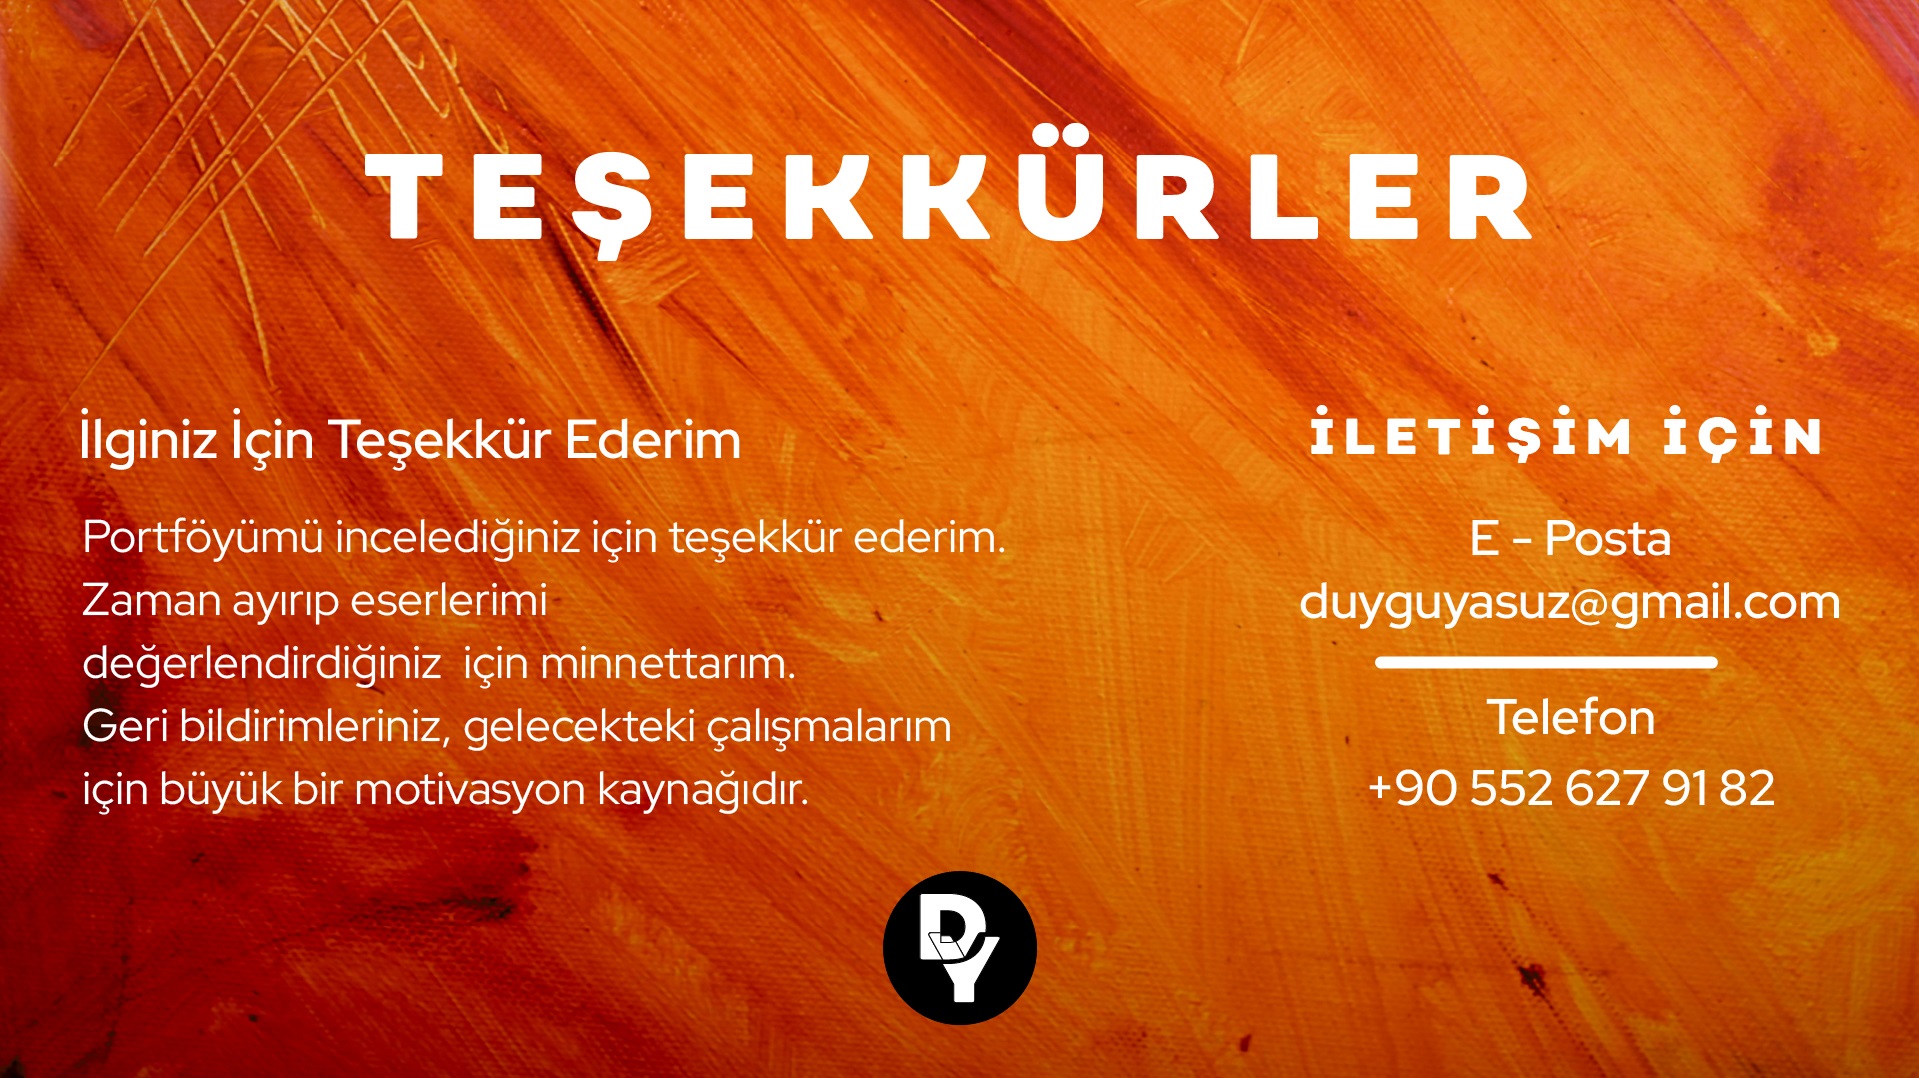 TEŞEKKÜRLER
İlginiz İçin Teşekkür Ederim
Portföyümü incelediğiniz için teşekkür ederim.
Zaman ayırıp eserlerimi
değerlendirdiğiniz  için minnettarım.
Geri bildirimleriniz, gelecekteki çalışmalarım
için büyük bir motivasyon kaynağıdır.
İLETİŞİM İÇİN
E - Posta
duyguyasuz@gmail.com
Telefon
+90 552 627 91 82
DY